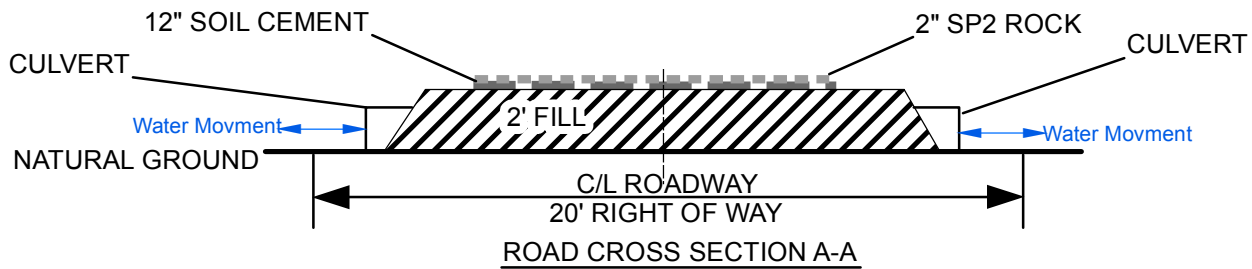 12" SOIL CEMENT
2" SP2 ROCK
CULVERT
CULVERT
2' FILL
Water Movment
Water Movment
NATURAL GROUND
C/L ROADWAY
20' RIGHT OF WAY
ROAD CROSS SECTION A-A